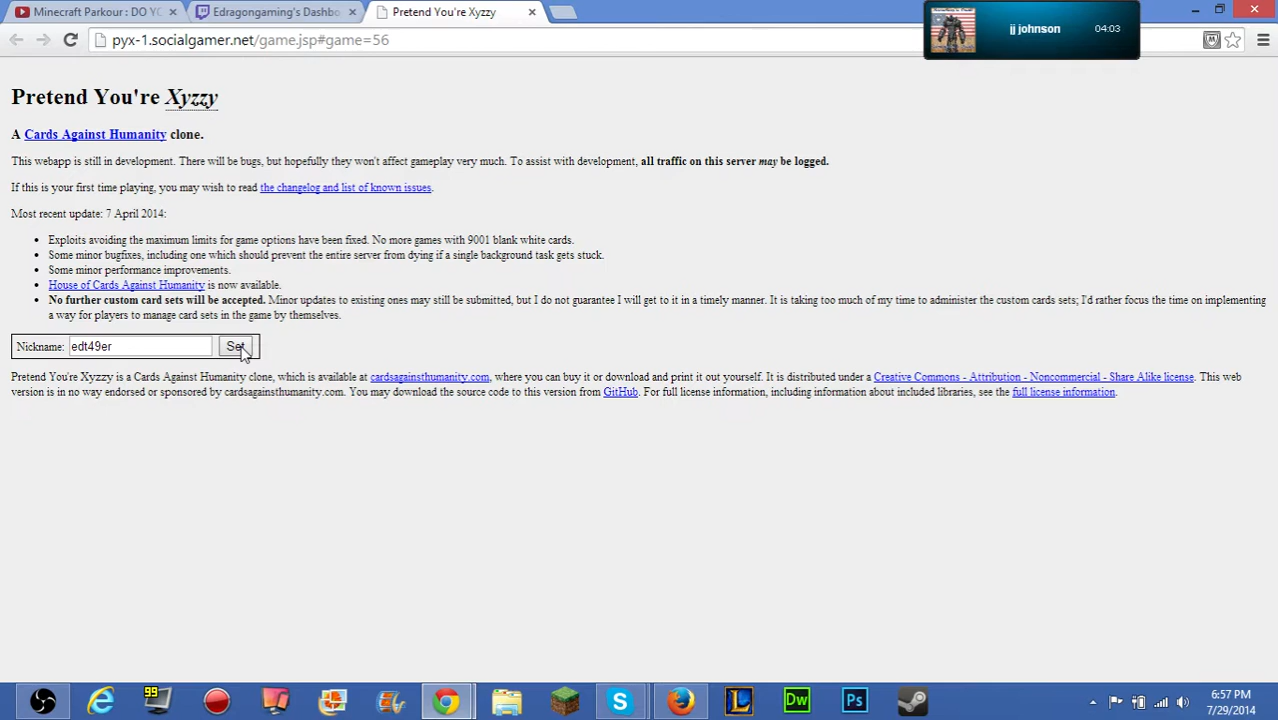 Minecraft Parkour : DO YO
Edragongaming's Dashbo
Pretend You're Xyzzy
pyx-1.socialgamer.net/game.jsp#game=56
jj johnson
04:03
Pretend You're Xyzzy
A Cards Against Humanity clone.
This webapp is still in development. There will be bugs, but hopefully they won't affect gameplay very much. To assist with development, all traffic on this server may be logged.
If this is your first time playing, you may wish to read the changelog and list of known issues.
Most recent update: 7 April 2014:
• Exploits avoiding the maximum limits for game options have been fixed. No more games with 9001 blank white cards.
• Some minor bugfixes, including one which should prevent the entire server from dying if a single background task gets stuck.
• Some minor performance improvements.
• House of Cards Against Humanity is now available.
• No further custom card sets will be accepted. Minor updates to existing ones may still be submitted, but I do not guarantee I will get to it in a timely manner. It is taking too much of my time to administer the custom cards sets; I'd rather focus the time on implementing
a way for players to manage card sets in the game by themselves.
Nickname: edt49er Set
Pretend You're Xyzzy is a Cards Against Humanity clone, which is available at cardsagainsthumanity.com, where you can buy it or download and print it out yourself. It is distributed under a Creative Commons - Attribution - Noncommercial - Share Alike license. This web
version is in no way endorsed or sponsored by cardsagainsthumanity.com. You may download the source code to this version from GitHub. For full license information, including information about included libraries, see the full license information.
99
Dw
Ps
6:57 PM
7/29/2014